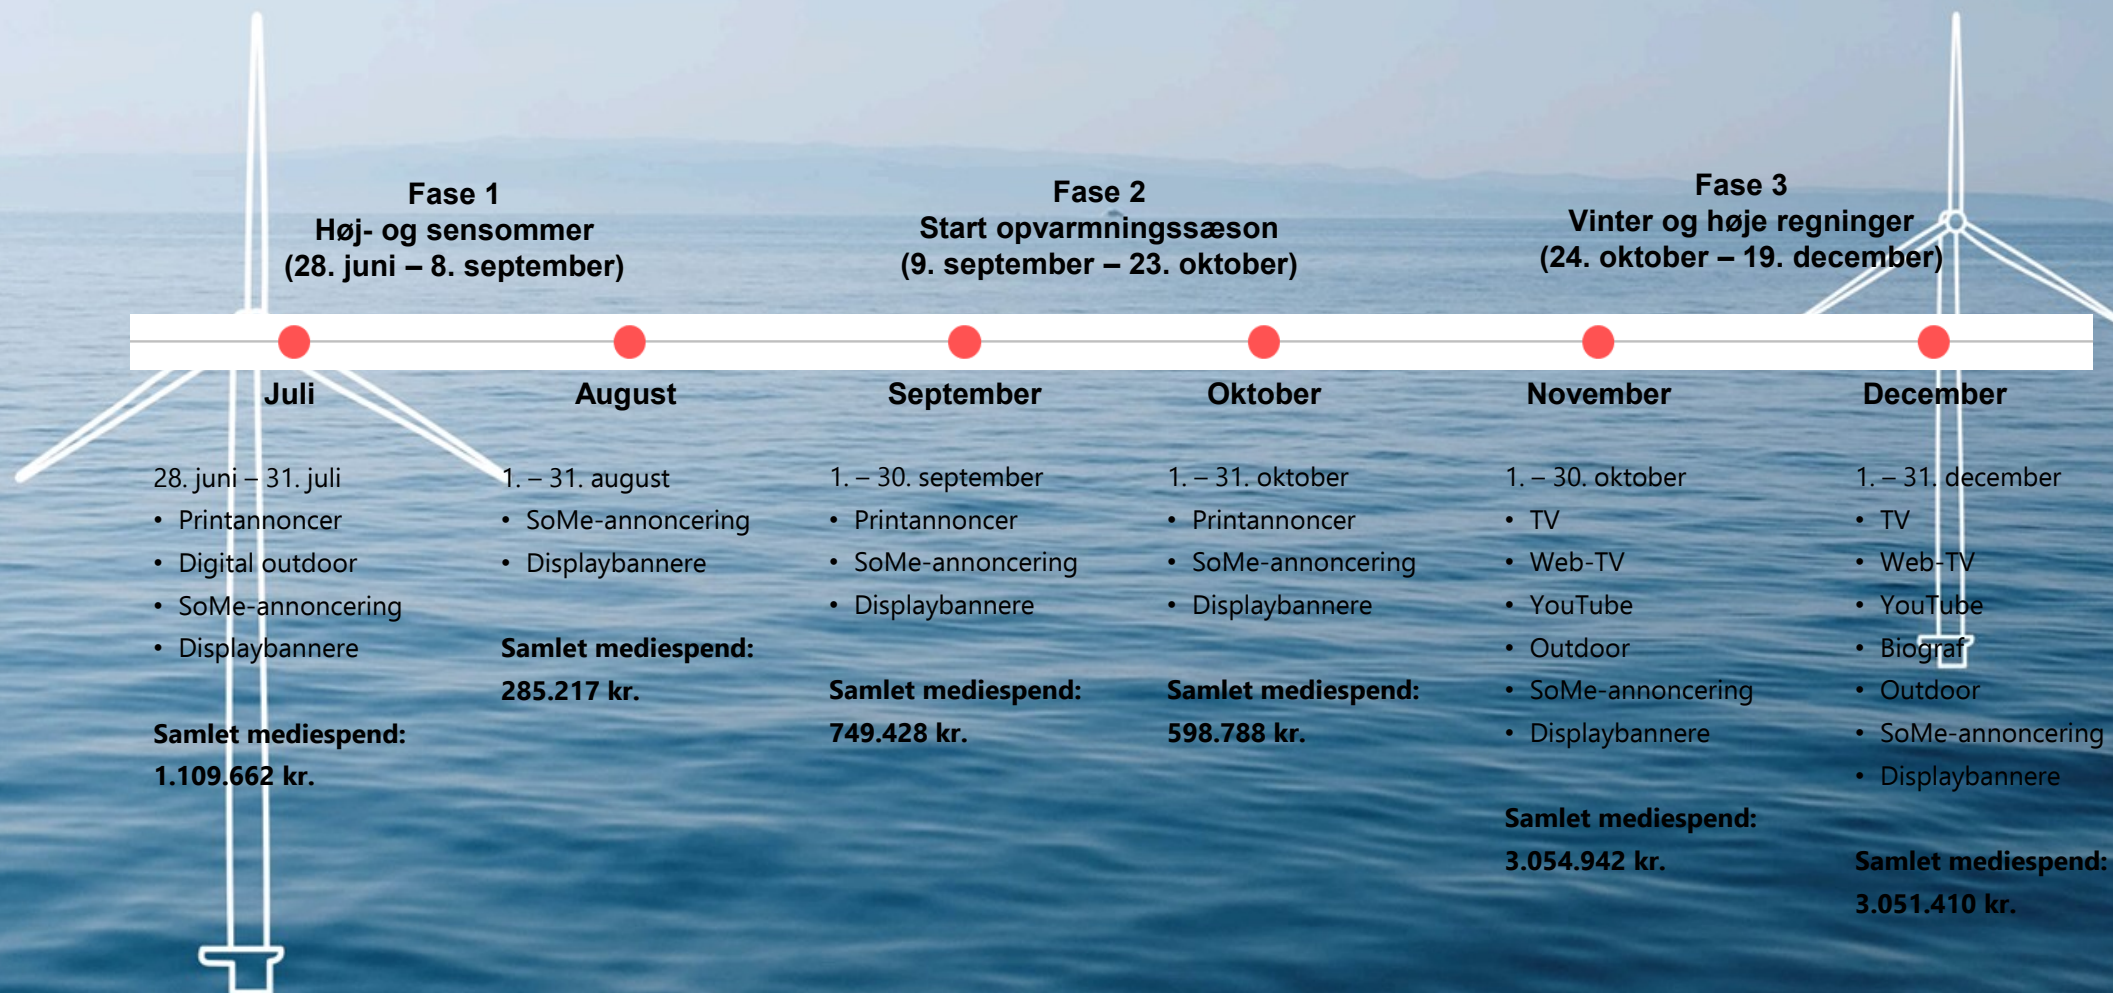 Fase 1
Høj- og sensommer
(28. juni – 8. september)
Fase 2
Start opvarmningssæson
(9. september – 23. oktober)
Fase 3
Vinter og høje regninger
(24. oktober – 19. december)
Juli
August
September
Oktober
November
December
28. juni – 31. juli
• Printannoncer
• Digital outdoor
• SoMe-annoncering
• Displaybannere
Samlet mediespend:
1.109.662 kr.
1. – 31. august
• SoMe-annoncering
• Displaybannere
Samlet mediespend:
285.217 kr.
1. – 30. september
• Printannoncer
• SoMe-annoncering
• Displaybannere
Samlet mediespend:
749.428 kr.
1. – 31. oktober
• Printannoncer
• SoMe-annoncering
• Displaybannere
Samlet mediespend:
598.788 kr.
1. – 30. oktober
• TV
• Web-TV
• YouTube
• Outdoor
• SoMe-annoncering
• Displaybannere
Samlet mediespend:
3.054.942 kr.
1. – 31. december
• TV
• Web-TV
• YouTube
• Biograf
• Outdoor
• SoMe-annoncering
• Displaybannere
Samlet mediespend:
3.051.410 kr.